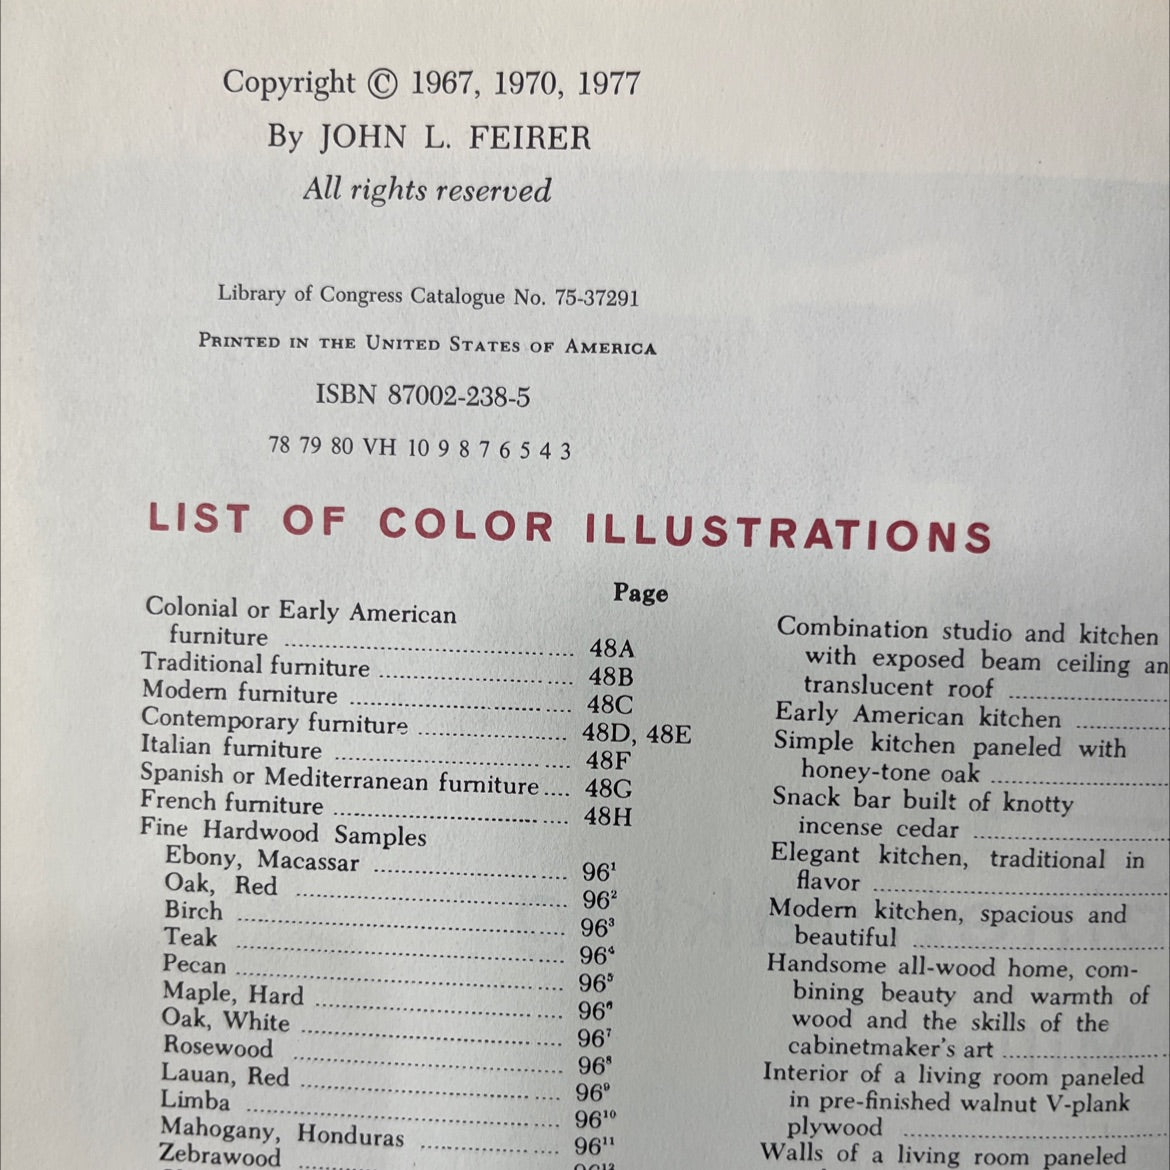 Copyright © 1967, 1970, 1977
By JOHN L. FEIRER
All rights reserved
Library of Congress Catalogue No. 75-37291
PRINTED IN THE UNITED STATES OF AMERICA
ISBN 87002-238-5
78 79 80 VH 10 9 8 7 6 5 4 3
LIST OF COLOR ILLUSTRATIONS
Page
Colonial or Early American
furniture ........ 48A
Traditional furniture ........ 48B
Modern furniture ........ 48C
Contemporary furniture ........ 48D, 48E
Italian furniture ........ 48F
Spanish or Mediterranean furniture .... 48G
French furniture ........ 48H
Fine Hardwood Samples
Ebony, Macassar ........ 96¹
Oak, Red ........ 96²
Birch ........ 96³
Teak ........ 96⁴
Pecan ........ 96⁵
Maple, Hard ........ 96⁶
Oak, White ........ 96⁷
Rosewood ........ 96⁸
Lauan, Red ........ 96⁹
Limba ........ 96¹⁰
Mahogany, Honduras ........ 96¹¹
Zebrawood ........ 96¹²
Combination studio and kitchen
with exposed beam ceiling an
translucent roof ........
Early American kitchen ........
Simple kitchen paneled with
honey-tone oak ........
Snack bar built of knotty
incense cedar ........
Elegant kitchen, traditional in
flavor ........
Modern kitchen, spacious and
beautiful ........
Handsome all-wood home, com-
bining beauty and warmth of
wood and the skills of the
cabinetmaker's art ........
Interior of a living room paneled
in pre-finished walnut V-plank
plywood ........
Walls of a living room paneled